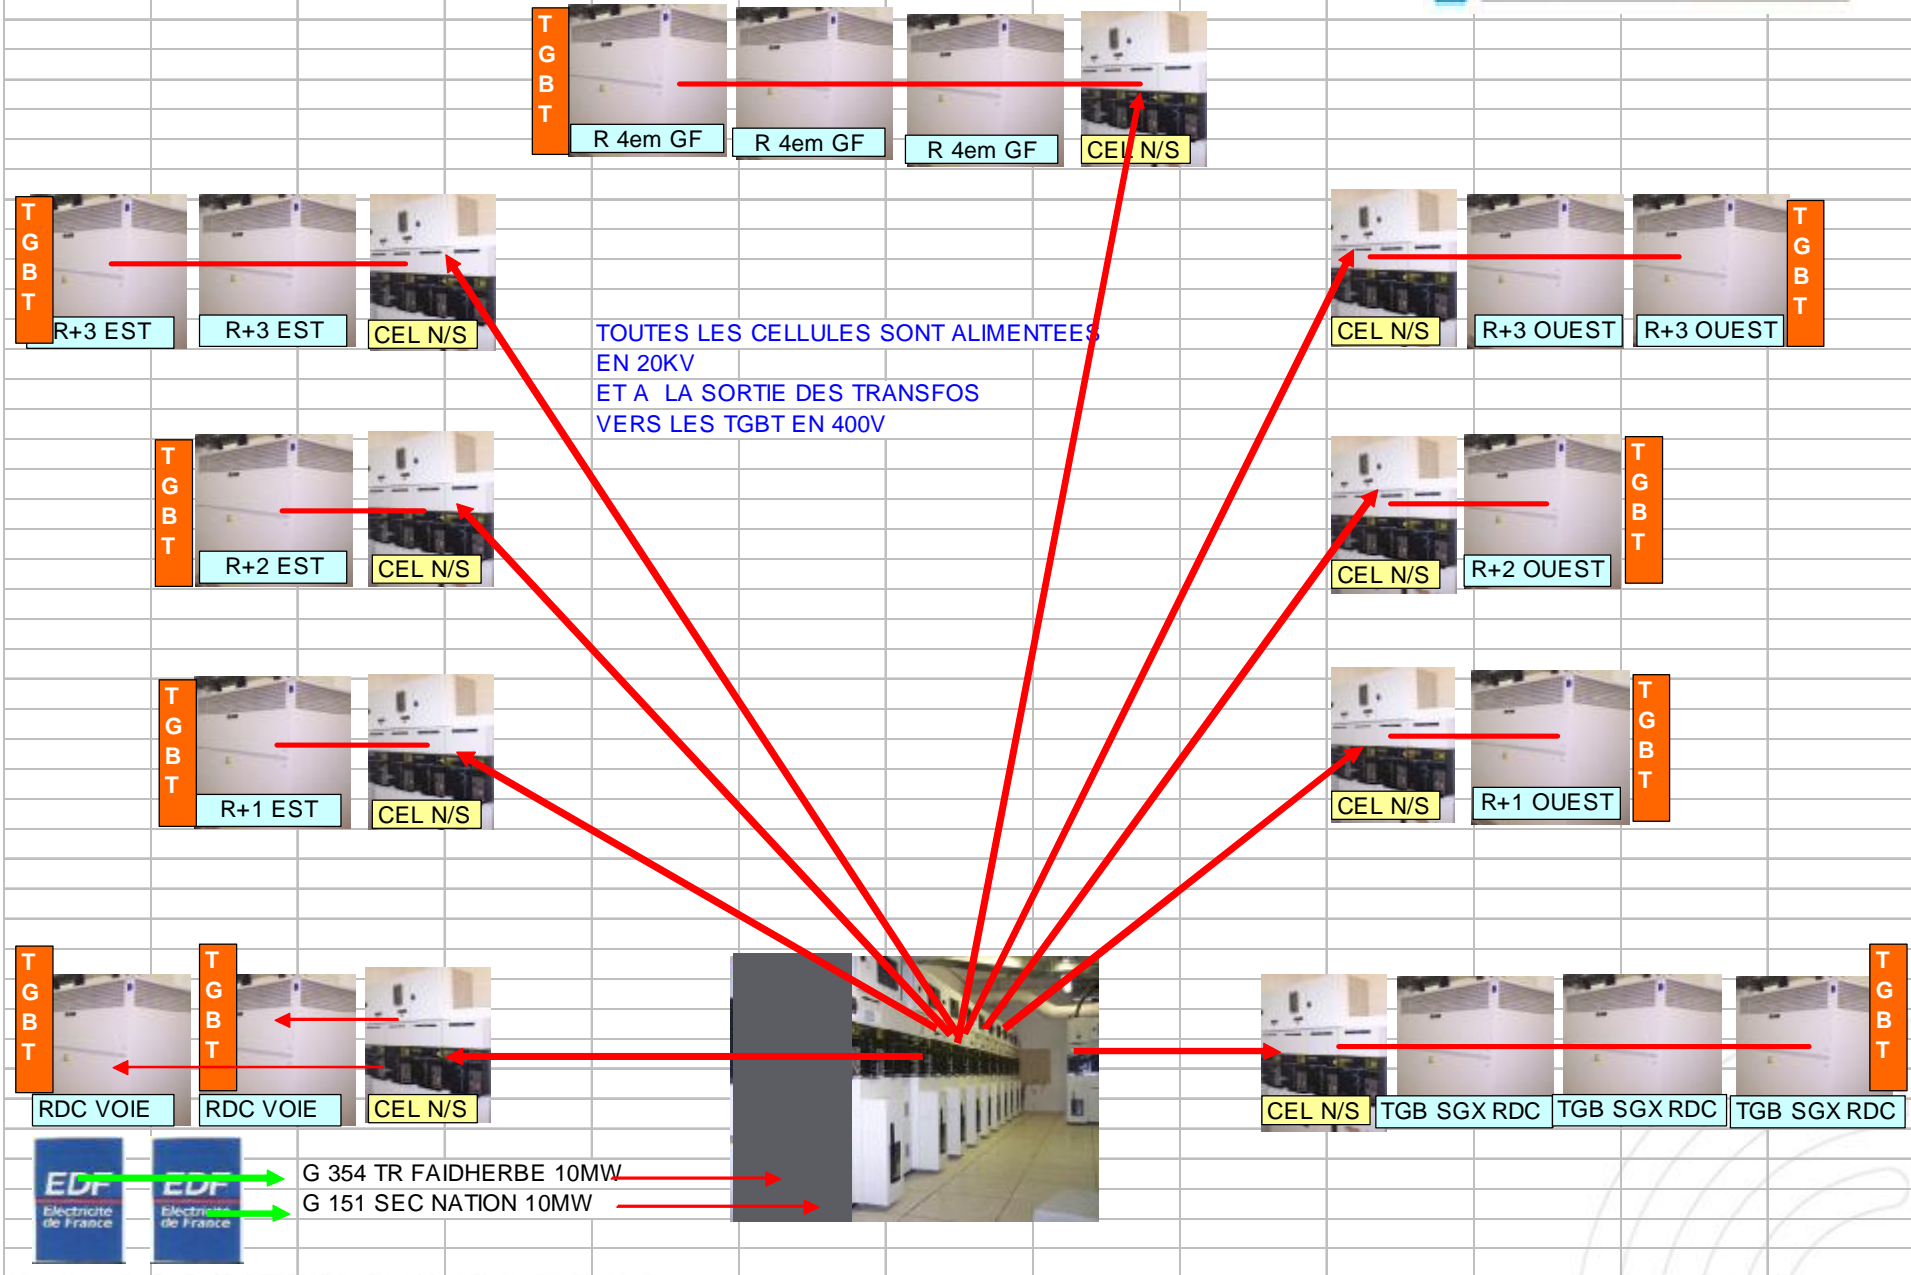 TGBT
R 4em GF
R 4em GF
R 4em GF
CEL N/S
TGBT
R+3 EST
R+3 EST
CEL N/S
CEL N/S
R+3 OUEST
R+3 OUEST
TGBT
TOUTES LES CELLULES SONT ALIMENTEES
EN 20KV
ET A LA SORTIE DES TRANSFOS
VERS LES TGBT EN 400V
TGBT
R+2 EST
CEL N/S
CEL N/S
R+2 OUEST
TGBT
TGBT
R+1 EST
CEL N/S
CEL N/S
R+1 OUEST
TGBT
TGBT
RDC VOIE
TGBT
RDC VOIE
CEL N/S
CEL N/S
TGB SGX RDC
TGB SGX RDC
TGB SGX RDC
TGBT
EDF
Electricité
de France
EDF
Electricité
de France
G 354 TR FAIDHERBE 10MW
G 151 SEC NATION 10MW